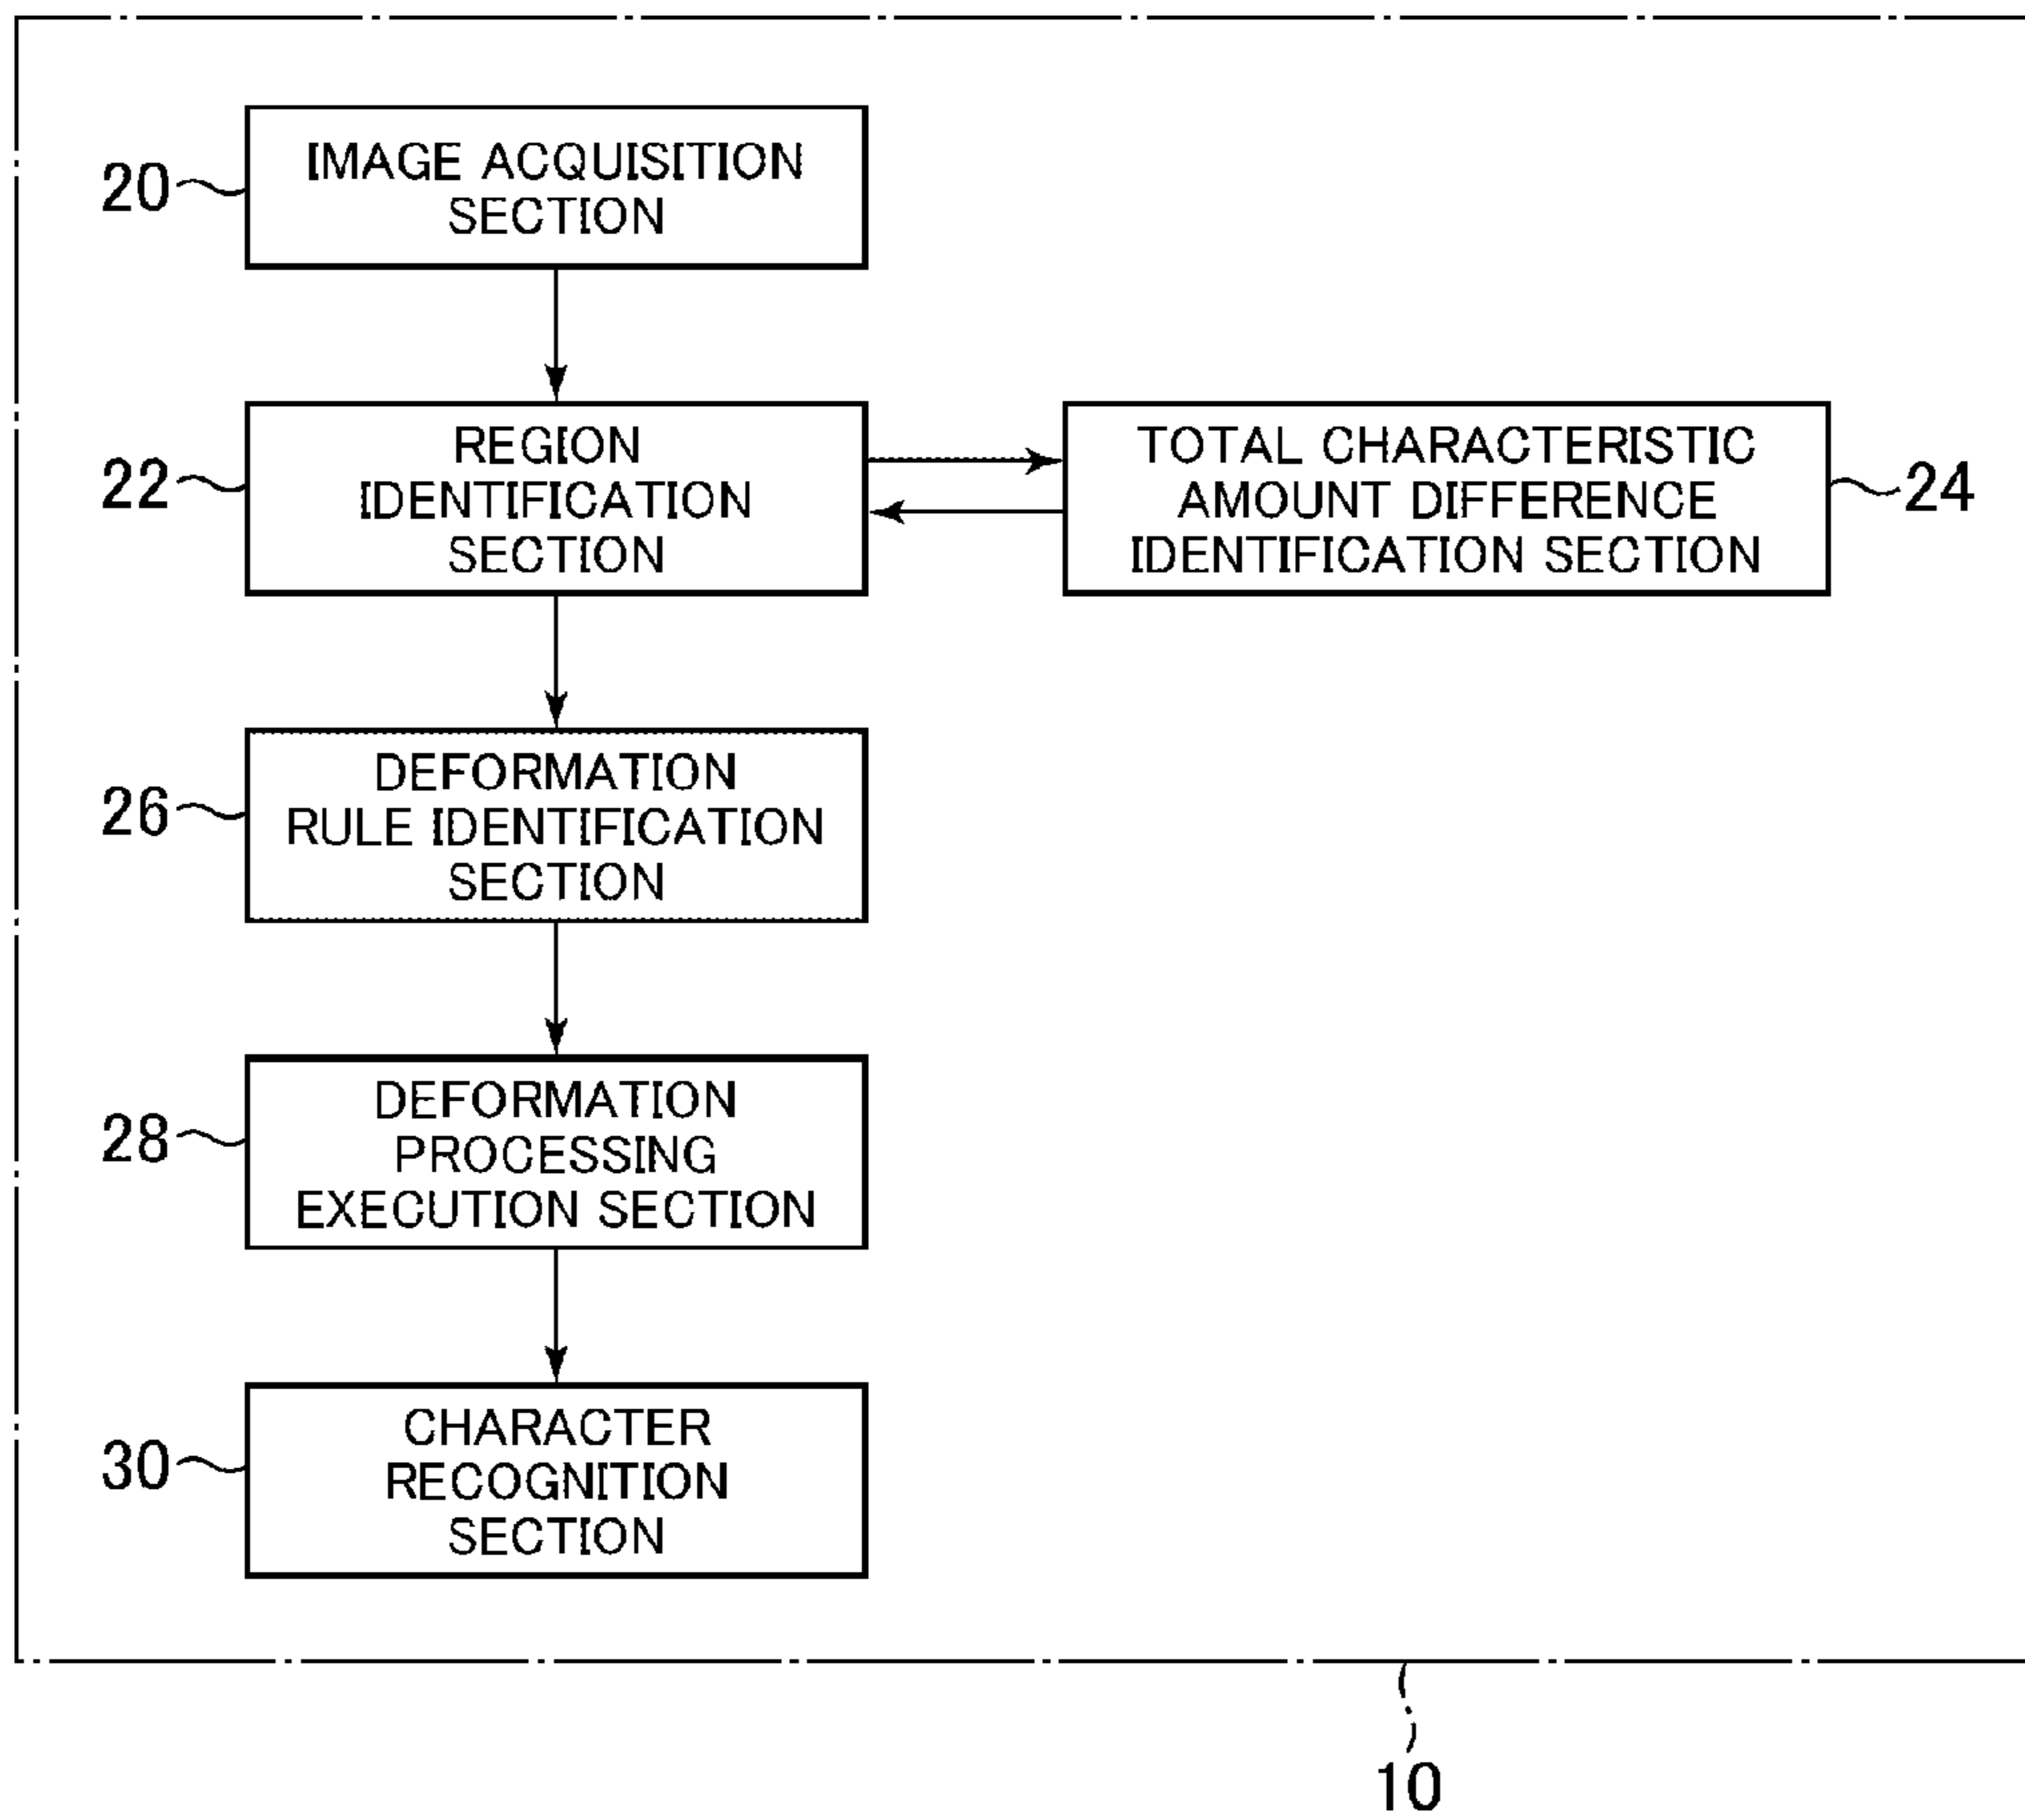 20
IMAGE ACQUISITION
SECTION
22
REGION
IDENTIFICATION
SECTION
TOTAL CHARACTERISTIC
AMOUNT DIFFERENCE
IDENTIFICATION SECTION
24
26
DEFORMATION
RULE IDENTIFICATION
SECTION
28
DEFORMATION
PROCESSING
EXECUTION SECTION
30
CHARACTER
RECOGNITION
SECTION
10